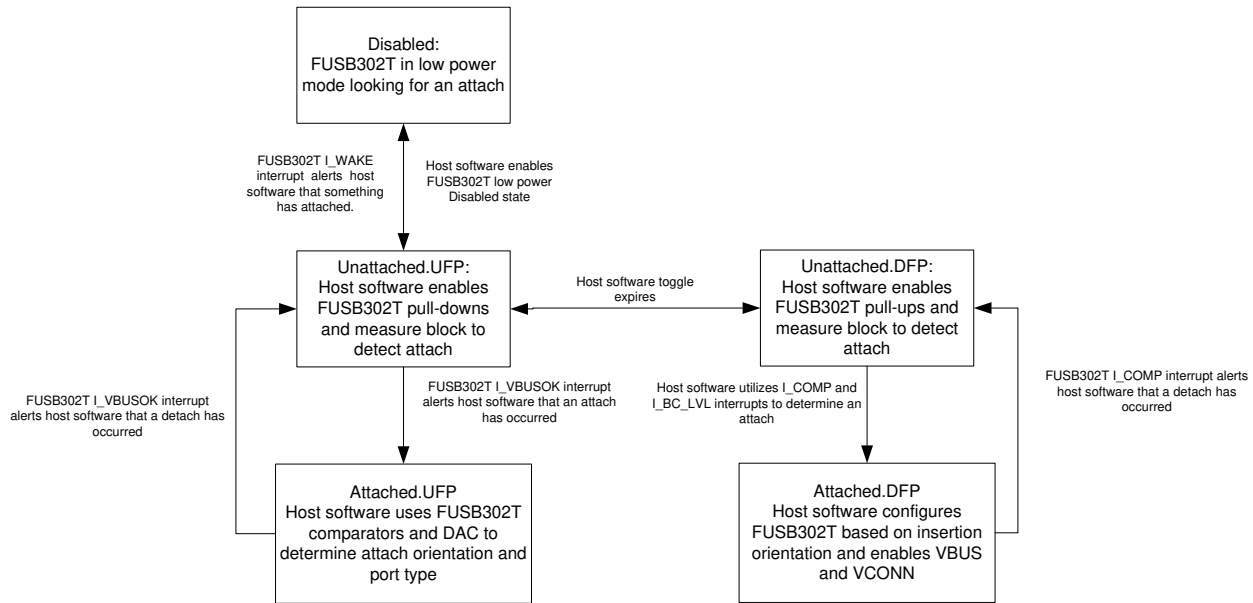 Disabled:
FUSB302T in low power
mode looking for an attach
FUSB302T I_WAKE
interrupt alerts host
software that something
has attached.
Host software enables
FUSB302T low power
Disabled state
Unattached.UFP:
Host software enables
FUSB302T pull-downs
and measure block to
detect attach
Host software toggle
expires
Unattached.DFP:
Host software enables
FUSB302T pull-ups and
measure block to detect
attach
FUSB302T I_VBUSOK interrupt
alerts host software that a detach has
occurred
FUSB302T I_VBUSOK interrupt
alerts host software that an attach
has occurred
Host software utilizes I_COMP and
I_BC_LVL interrupts to determine an
attach
FUSB302T I_COMP interrupt alerts
host software that a detach has
occurred
Attached.UFP
Host software uses FUSB302T
comparators and DAC to
determine attach orientation and
port type
Attached.DFP
Host software configures
FUSB302T based on insertion
orientation and enables VBUS
and VCONN